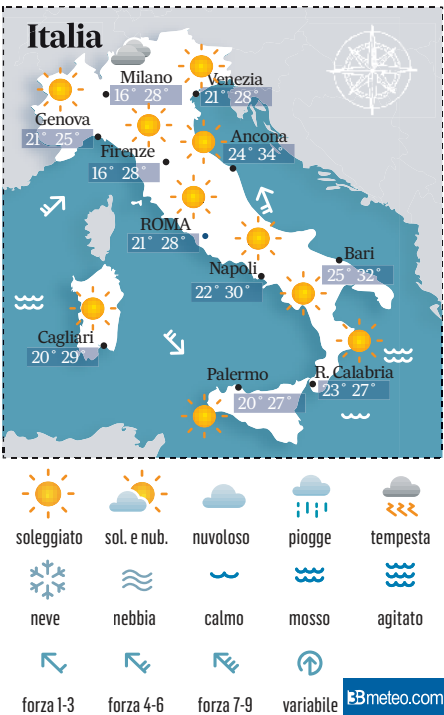 Italia
Milano
16° 28°
Venezia
21° 28°
Genova
21° 25°
Ancona
24° 34°
Firenze
16° 28°
ROMA
21° 28°
Bari
25° 32°
Napoli
22° 30°
Cagliari
20° 29°
Palermo
20° 27°
R. Calabria
23° 27°
soleggiato sol. e nub. nuvoloso piogge tempesta
neve nebbia calmo mosso agitato
forza 1-3 forza 4-6 forza 7-9 variabile
3Bmeteo.com